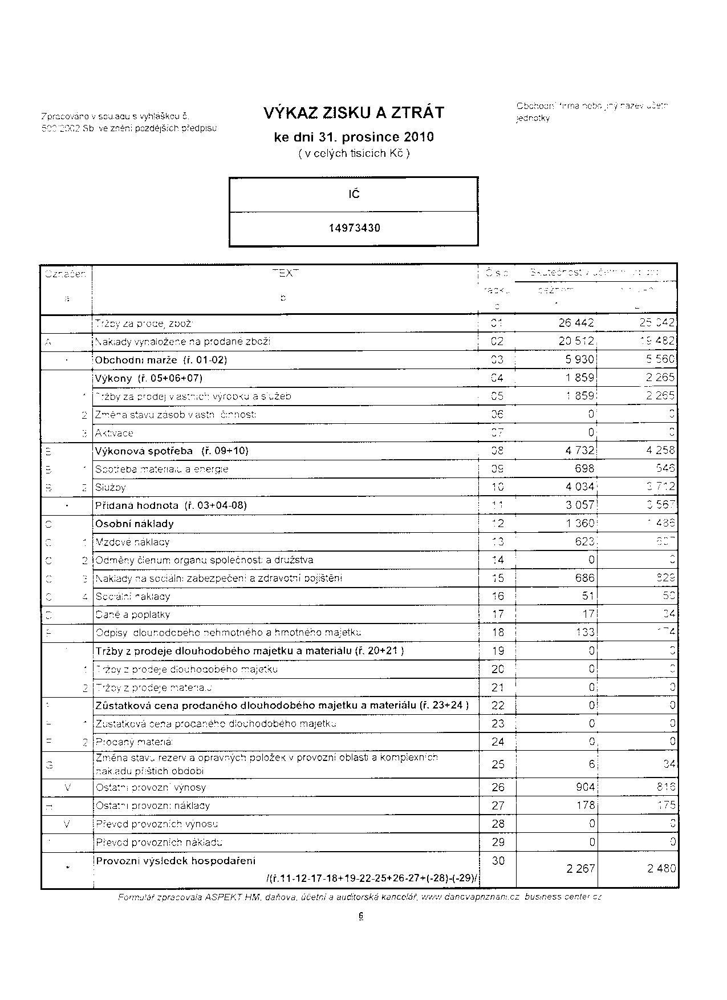 Zpracováno v souladu s vyhláškou č.
500/2002 Sb. ve znění pozdějších předpisů
VÝKAZ ZISKU A ZTRÁT
ke dni 31. prosince 2010
( v celých tisících Kč )
Obchodní firma nebo jiný název účetní
jednotky
IČ
14973430
Označení TEXT Číslo Skutečnost v účetním
řádku
a b c
Tržby za prodej zboží 01 26 442 25 042
A Náklady vynaložené na prodané zboží 02 20 512 19 482
Obchodní marže (ř. 01-02) 03 5 930 5 560
Výkony (ř. 05+06+07) 04 1 859 2 265
1 Tržby za prodej vlastních výrobků a služeb 05 1 859 2 265
2 Změna stavu zásob vlastní činnosti 06 0 0
3 Aktivace 07 0 0
B Výkonová spotřeba (ř. 09+10) 08 4 732 4 258
B 1 Spotřeba materiálu a energie 09 698 546
B 2 Služby 10 4 034 3 712
Přidaná hodnota (ř. 03+04-08) 11 3 057 3 567
C Osobní náklady 12 1 360 1 486
C 1 Mzdové náklady 13 623
C 2 Odměny členům orgánů společnosti a družstva 14 0 0
C 3 Náklady na sociální zabezpečení a zdravotní pojištění 15 686 829
C 4 Sociální náklady 16 51 50
D Daně a poplatky 17 17 34
E Odpisy dlouhodobého nehmotného a hmotného majetku 18 133 174
Tržby z prodeje dlouhodobého majetku a materiálu (ř. 20+21 ) 19 0 0
1 Tržby z prodeje dlouhodobého majetku 20 0 0
2 Tržby z prodeje materiálu 21 0 0
Zůstatková cena prodaného dlouhodobého majetku a materiálu (ř. 23+24 ) 22 0 0
1 Zůstatková cena prodaného dlouhodobého majetku 23 0 0
F 2 Prodaný materiál 24 0 0
G Změna stavu rezerv a opravných položek v provozní oblasti a komplexních
nákladů příštích období 25 6 34
Ostatní provozní výnosy 26 904 816
H Ostatní provozní náklady 27 178 175
V Převod provozních výnosů 28 0 0
Převod provozních nákladů 29 0 0
* Provozní výsledek hospodaření 30 2 267 2 480
/(ř.11-12-17-18+19-22-25+26-27+(-28)-(-29)/
Formulář zpracovala ASPEKT HM, daňová, účetní a auditorská kancelář, www.danovapriznani.cz, business.center.cz
6